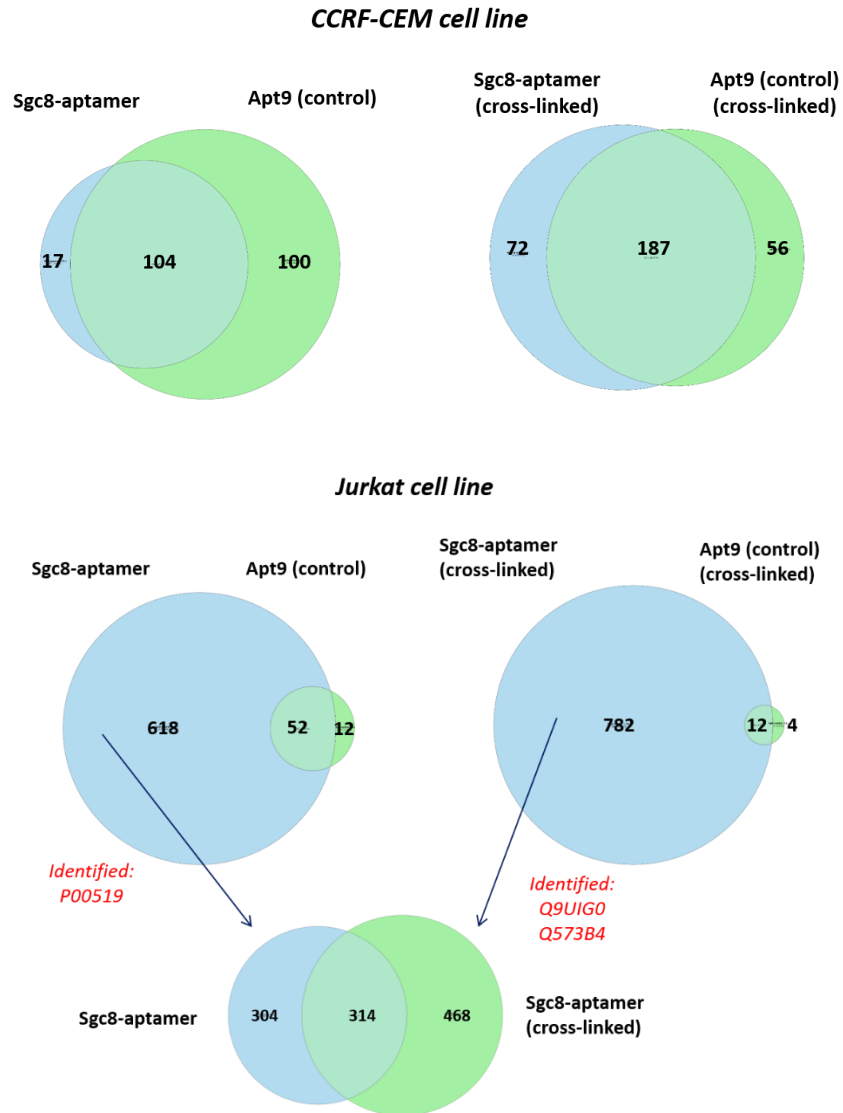 CCRF-CEM cell line
Sgc8-aptamer
Apt9 (control)
17
104
100
Sgc8-aptamer
(cross-linked)
Apt9 (control)
(cross-linked)
72
187
56
Jurkat cell line
Sgc8-aptamer
Apt9 (control)
618
52
12
Sgc8-aptamer
(cross-linked)
Apt9 (control)
(cross-linked)
782
12
4
Identified:
P00519
Identified:
Q9UIG0
Q573B4
Sgc8-aptamer
304
314
468
Sgc8-aptamer
(cross-linked)